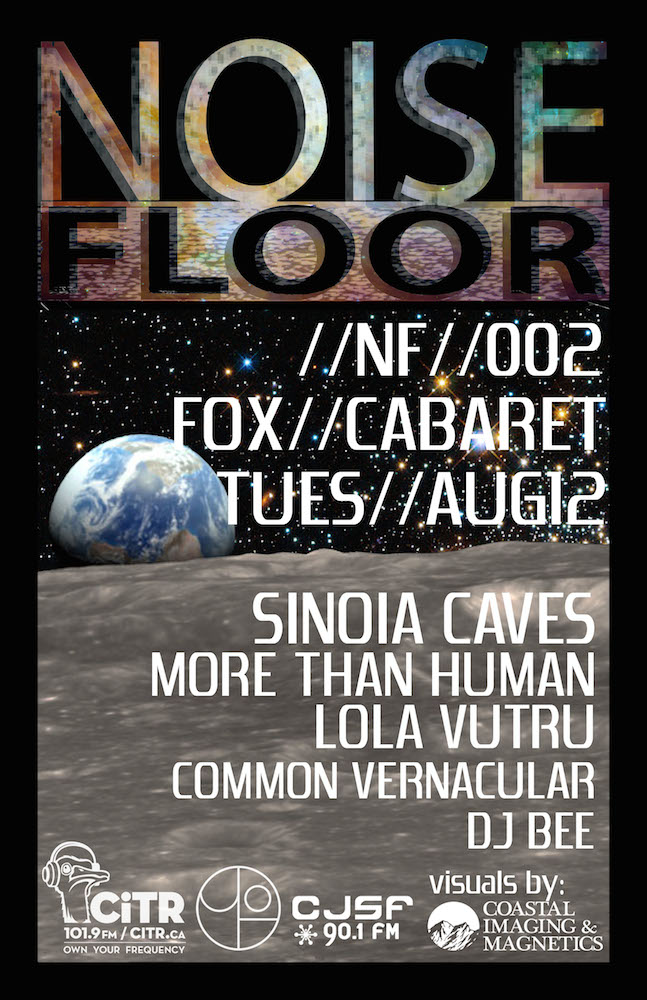 NOISE
FLOOR
//NF//002
FOX//CABARET
TUES//AUG12
SINOIA CAVES
MORE THAN HUMAN
LOLA VUTRU
COMMON VERNACULAR
DJ BEE
CiTR
101.9FM / CITR.CA
OWN YOUR FREQUENCY
CJSF
90.1 FM
visuals by:
COASTAL
IMAGING &
MAGNETICS